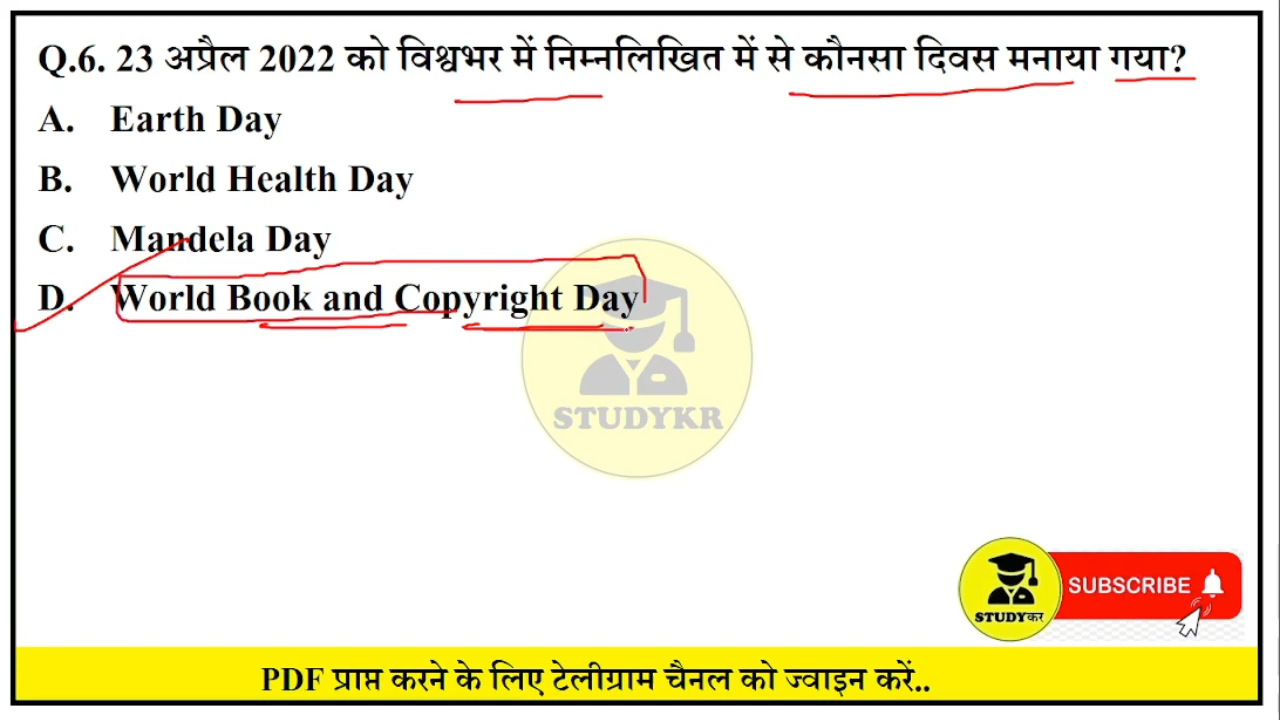 Q.6. 23 अप्रैल 2022 को विश्वभर में निम्नलिखित में से कौनसा दिवस मनाया गया?
A. Earth Day
B. World Health Day
C. Mandela Day
D. World Book and Copyright Day
STUDYKR
SUBSCRIBE
STUDYकर
PDF प्राप्त करने के लिए टेलीग्राम चैनल को ज्वाइन करें..